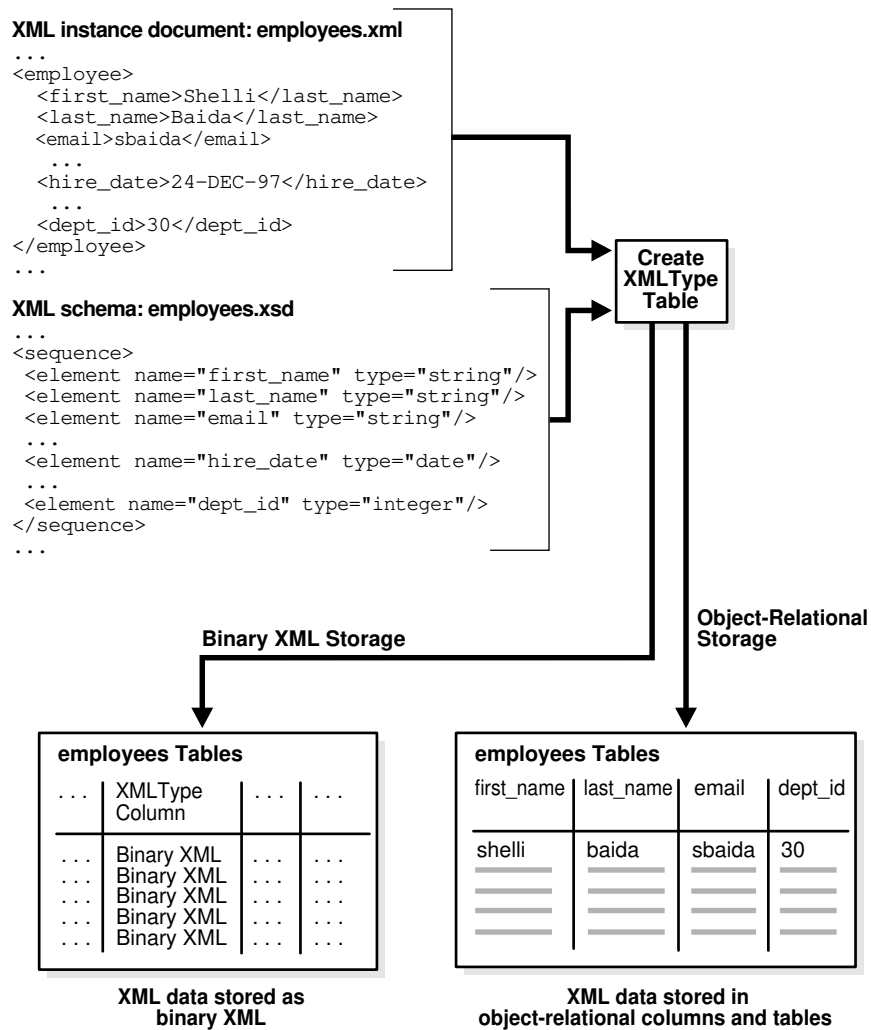 XML instance document: employees.xml
...
<employee>
<first_name>Shelli</last_name>
<last_name>Baida</last_name>
<email>sbaida</email>
...
<hire_date>24-DEC-97</hire_date>
...
<dept_id>30</dept_id>
</employee>
...
XML schema: employees.xsd
...
<sequence>
<element name="first_name" type="string"/>
<element name="last_name" type="string"/>
<element name="email" type="string"/>
...
<element name="hire_date" type="date"/>
...
<element name="dept_id" type="integer"/>
</sequence>
...
Create
XMLType
Table
Binary XML Storage
Object-Relational
Storage
employees Tables
... XMLType ... ...
Column
... Binary XML ... ...
... Binary XML ... ...
... Binary XML ... ...
... Binary XML ... ...
... Binary XML ... ...
XML data stored as
binary XML
employees Tables
first_name last_name email dept_id
shelli baida sbaida 30
XML data stored in
object-relational columns and tables